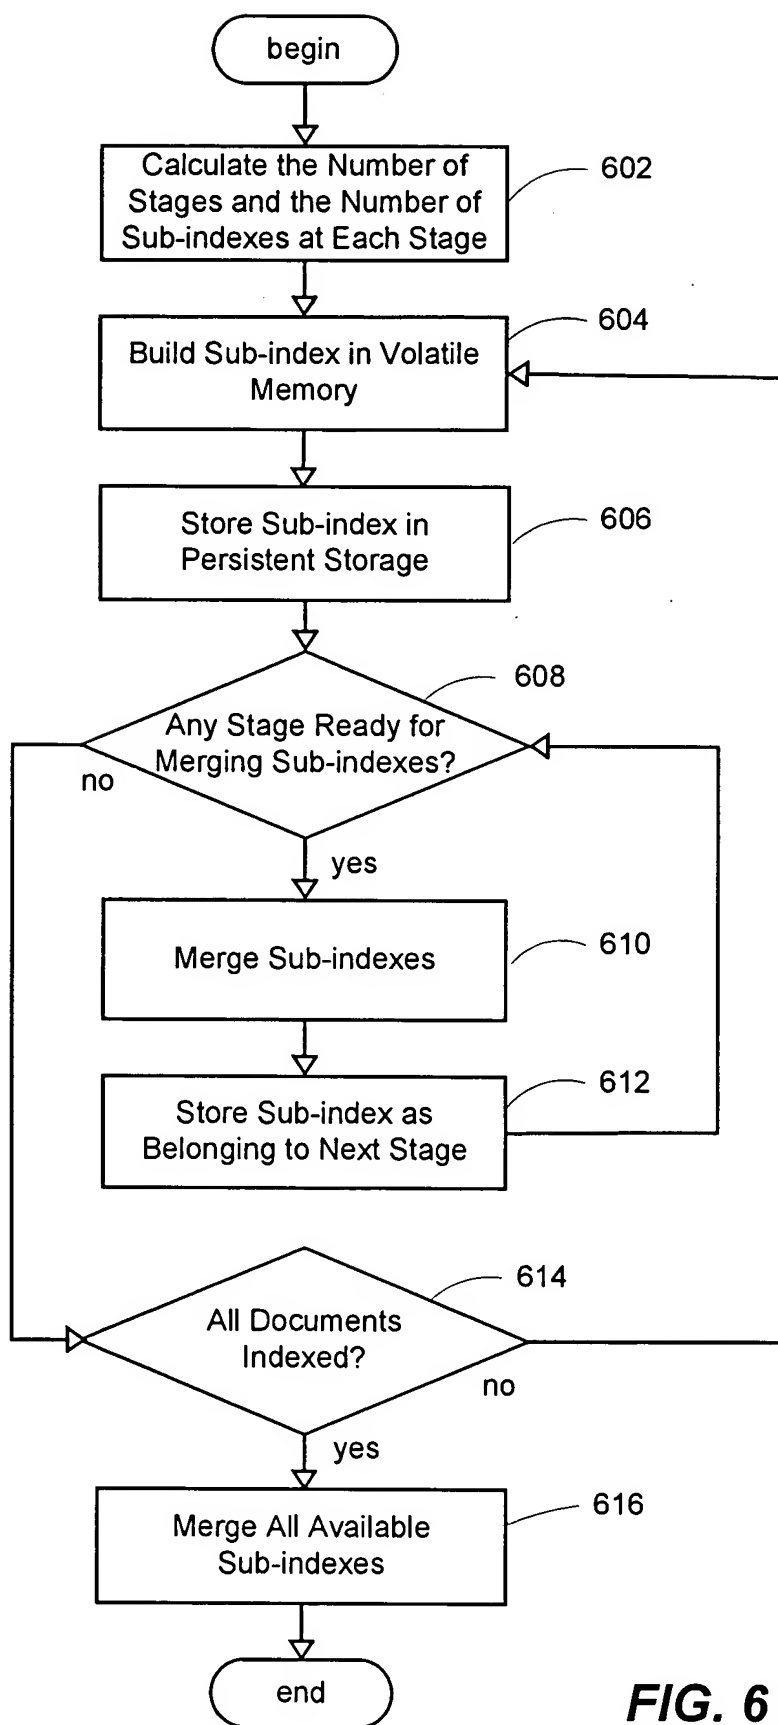 begin
Calculate the Number of
Stages and the Number of
Sub-indexes at Each Stage
602
Build Sub-index in Volatile
Memory
604
Store Sub-index in
Persistent Storage
606
Any Stage Ready for
Merging Sub-indexes?
608
no
yes
Merge Sub-indexes
610
Store Sub-index as
Belonging to Next Stage
612
All Documents
Indexed?
614
no
yes
Merge All Available
Sub-indexes
616
end
FIG. 6